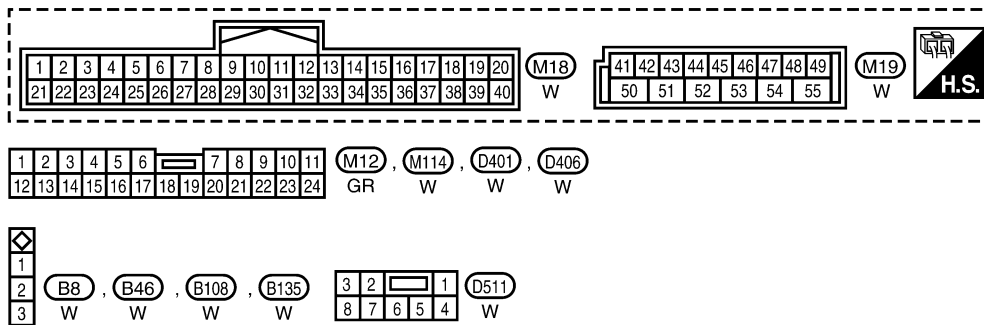 1 2 3 4 5 6 7 8 9 10 11 12 13 14 15 16 17 18 19 20
21 22 23 24 25 26 27 28 29 30 31 32 33 34 35 36 37 38 39 40
M18
W
41 42 43 44 45 46 47 48 49
50 51 52 53 54 55
M19
W
H.S.
1 2 3 4 5 6 7 8 9 10 11
12 13 14 15 16 17 18 19 20 21 22 23 24
M12 , M114 , D401 , D406
GR W W W
1
2
3
B8 , B46 , B108 , B135
W W W W
3 2 1
8 7 6 5 4
D511
W